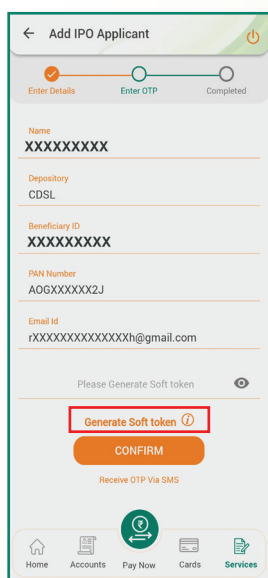 Add IPO Applicant
Enter Details Enter OTP Completed
Name
XXXXXXXXX
Depository
CDSL
Beneficiary ID
XXXXXXXXX
PAN Number
AOGXXXXXX2J
Email Id
rXXXXXXXXXXXXXh@gmail.com
Please Generate Soft token
Generate Soft token
CONFIRM
Receive OTP Via SMS
Home Accounts Pay Now Cards Services